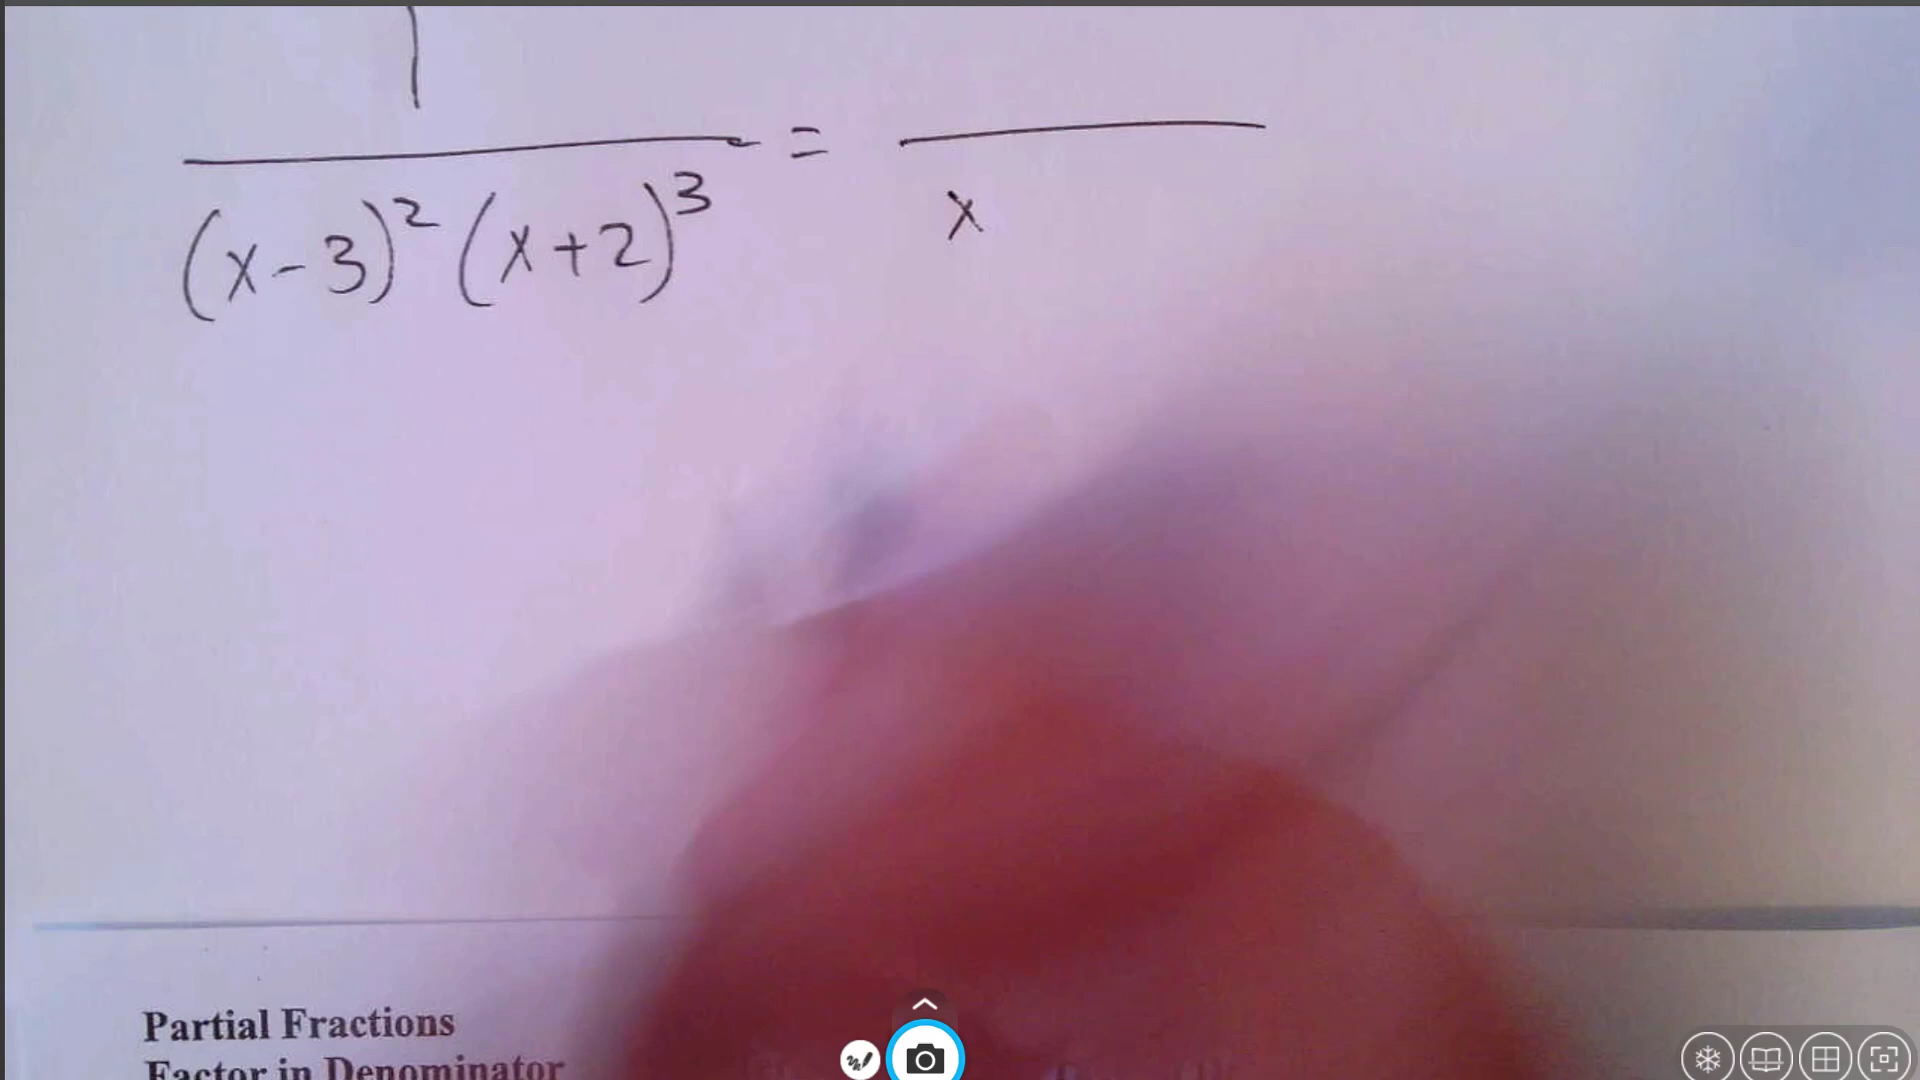 1
─────────── = ───────
(x-3)² (x+2)³   x
Partial Fractions
Factor in Denominator